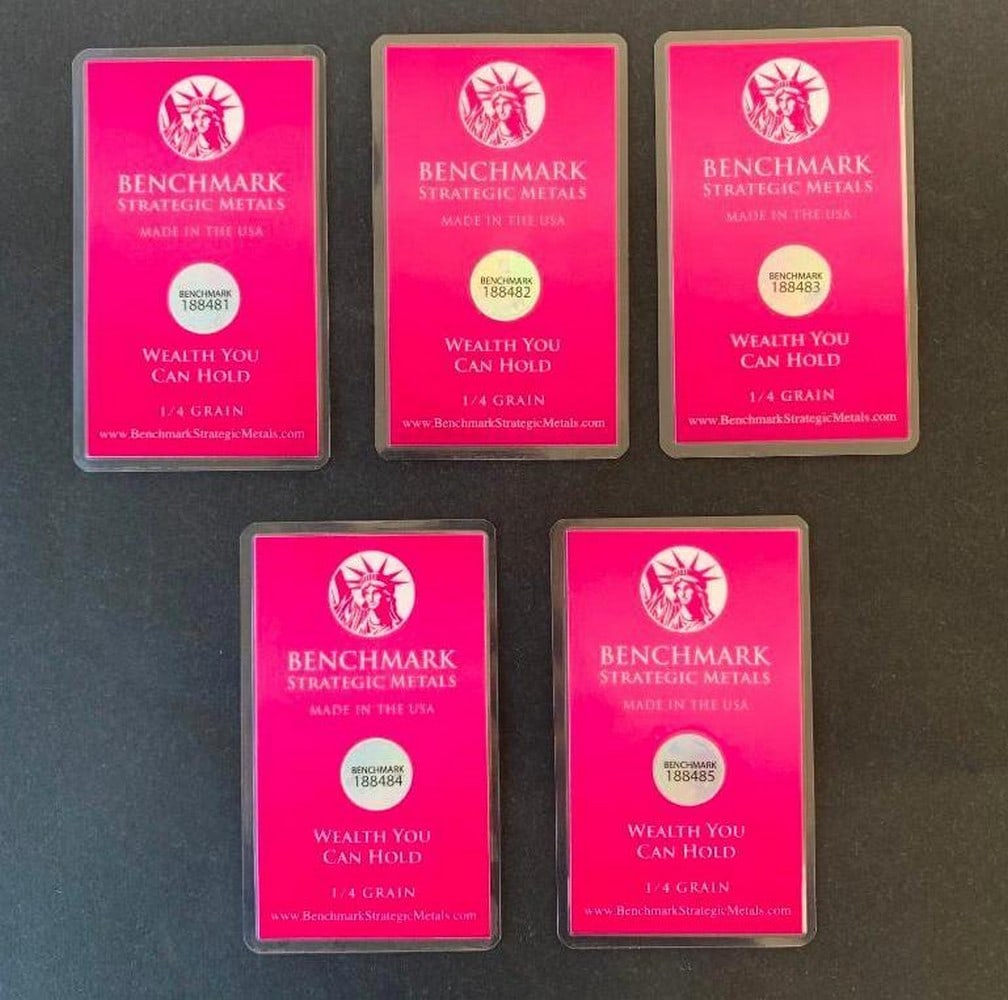 BENCHMARK
STRATEGIC METALS
MADE IN THE USA
BENCHMARK
188481
WEALTH YOU
CAN HOLD
1/4 GRAIN
www.BenchmarkStrategicMetals.com
BENCHMARK
STRATEGIC METALS
MADE IN THE USA
BENCHMARK
188482
WEALTH YOU
CAN HOLD
1/4 GRAIN
www.BenchmarkStrategicMetals.com
BENCHMARK
STRATEGIC METALS
MADE IN THE USA
BENCHMARK
188483
WEALTH YOU
CAN HOLD
1/4 GRAIN
www.BenchmarkStrategicMetals.com
BENCHMARK
STRATEGIC METALS
MADE IN THE USA
BENCHMARK
188484
WEALTH YOU
CAN HOLD
1/4 GRAIN
www.BenchmarkStrategicMetals.com
BENCHMARK
STRATEGIC METALS
MADE IN THE USA
BENCHMARK
188485
WEALTH YOU
CAN HOLD
1/4 GRAIN
www.BenchmarkStrategicMetals.com